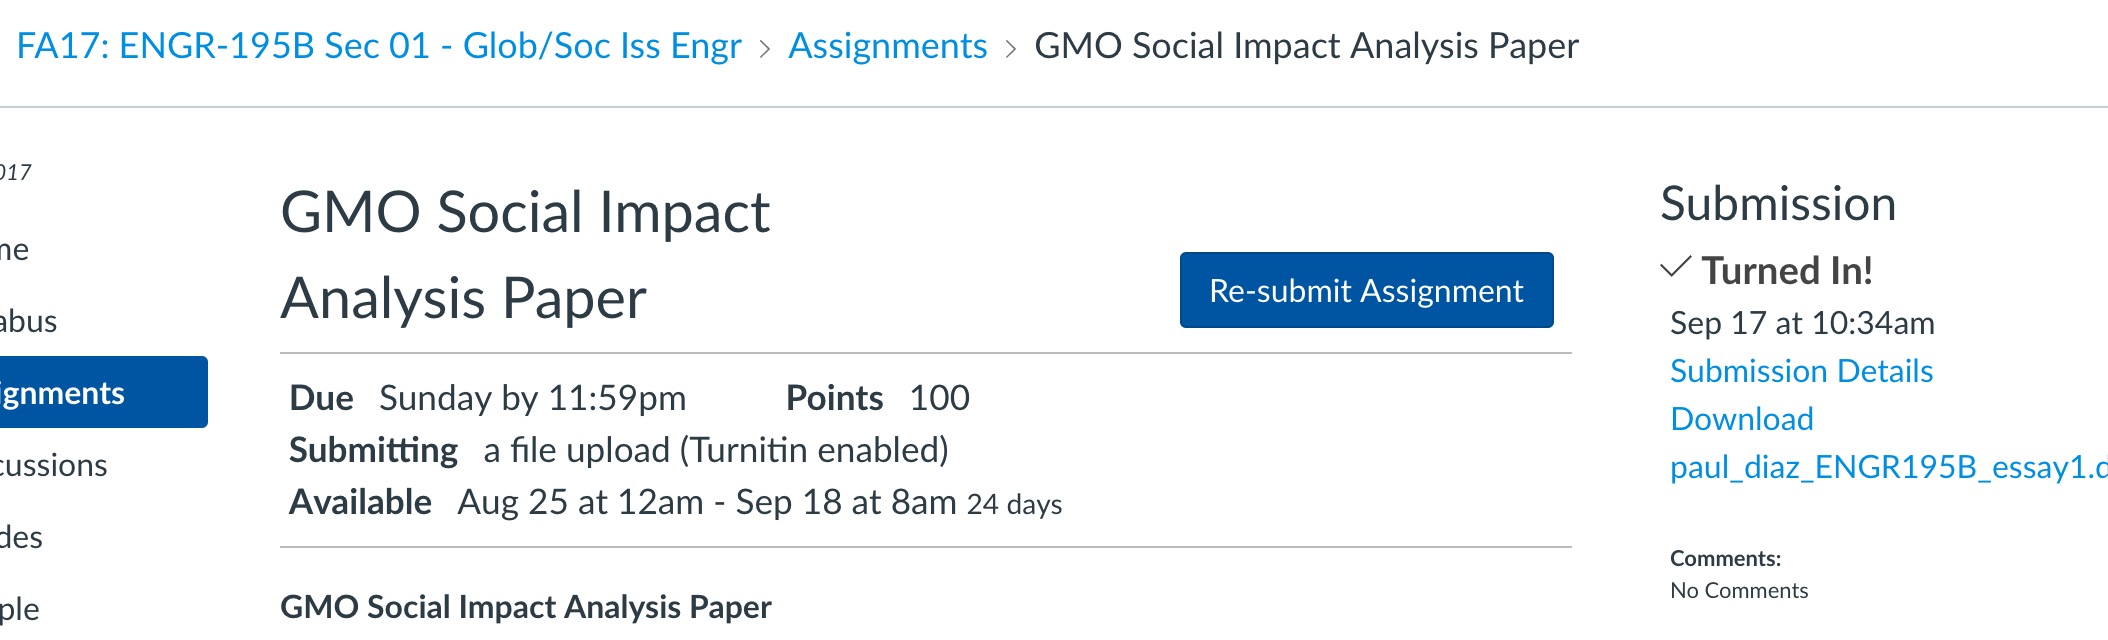 FA17: ENGR-195B Sec 01 - Glob/Soc Iss Engr > Assignments > GMO Social Impact Analysis Paper
017
me
abus
ignments
cussions
des
ple
GMO Social Impact
Analysis Paper
Re-submit Assignment
Due Sunday by 11:59pm Points 100
Submitting a file upload (Turnitin enabled)
Available Aug 25 at 12am - Sep 18 at 8am 24 days
GMO Social Impact Analysis Paper
Submission
✓ Turned In!
Sep 17 at 10:34am
Submission Details
Download
paul_diaz_ENGR195B_essay1.d
Comments:
No Comments